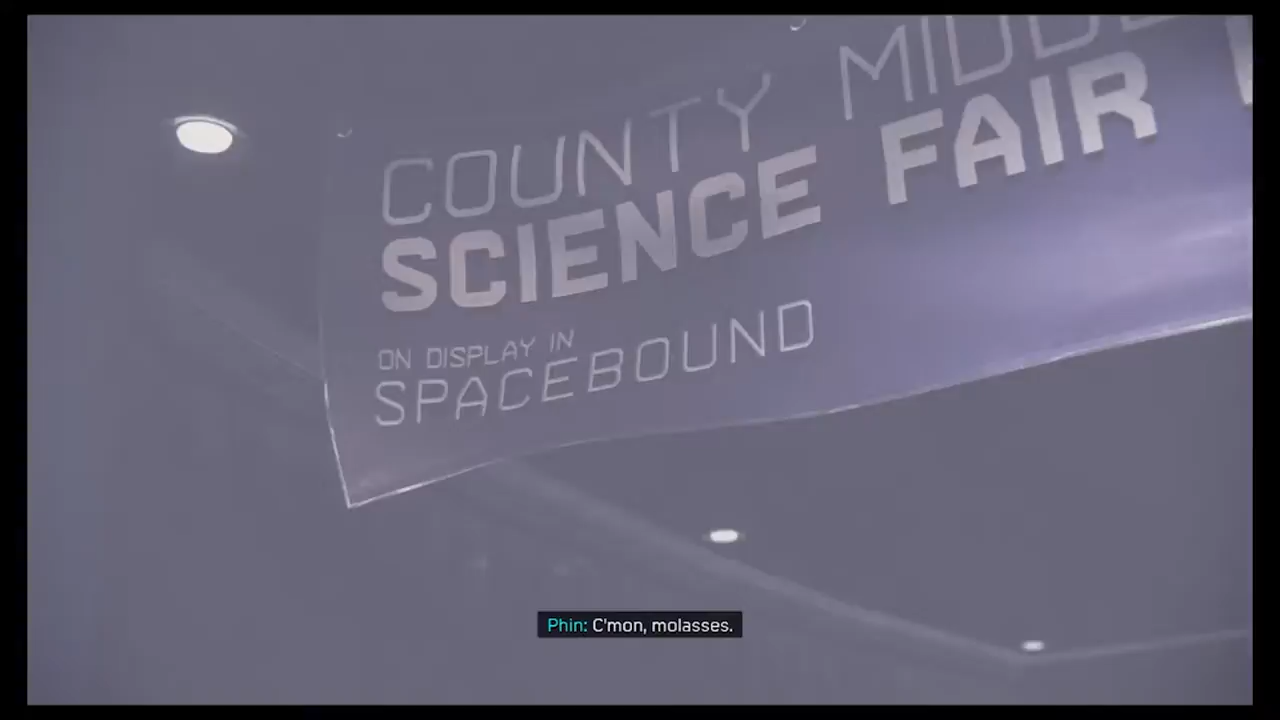 COUNTY
SCIENCE FAIR
ON DISPLAY IN
SPACEBOUND
Phin: C'mon, molasses.